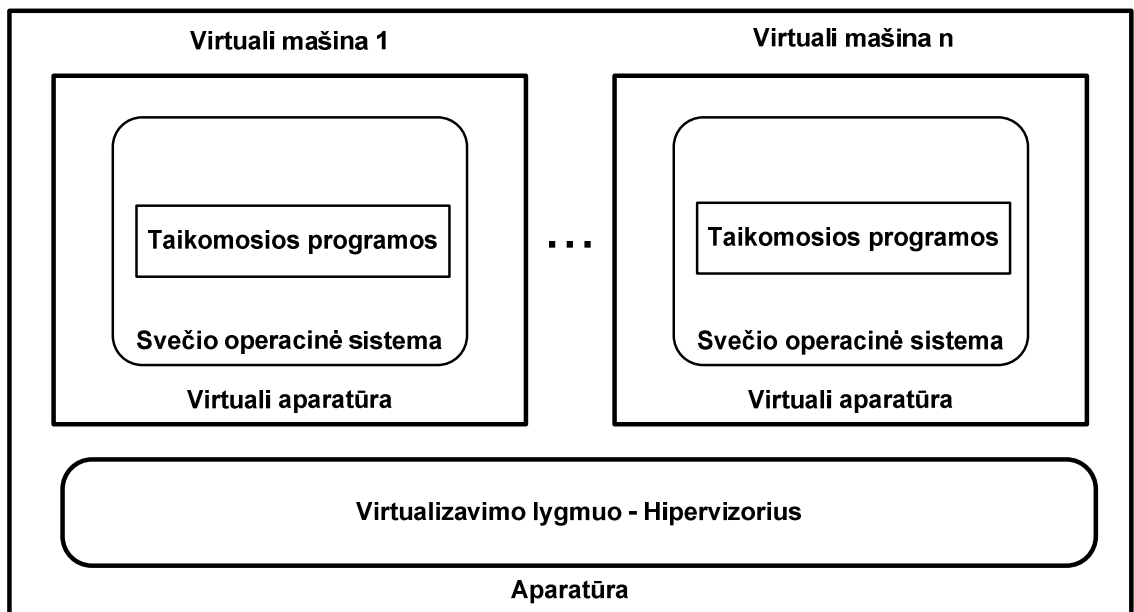 Virtuali mašina 1
Virtuali mašina n
Taikomosios programos
Svečio operacinė sistema
Virtuali aparatūra
...
Taikomosios programos
Svečio operacinė sistema
Virtuali aparatūra
Virtualizavimo lygmuo - Hipervizorius
Aparatūra